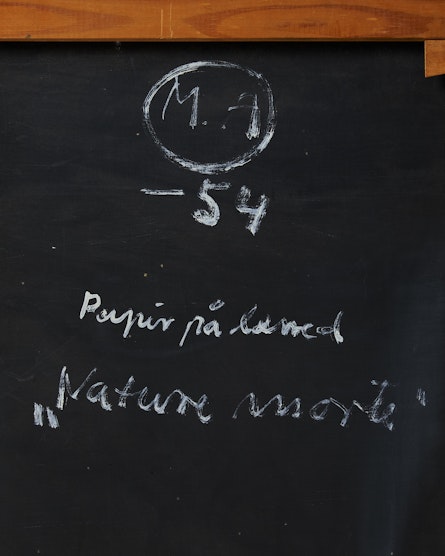 M.A
-54
Papir på lærred
„Nature morte"